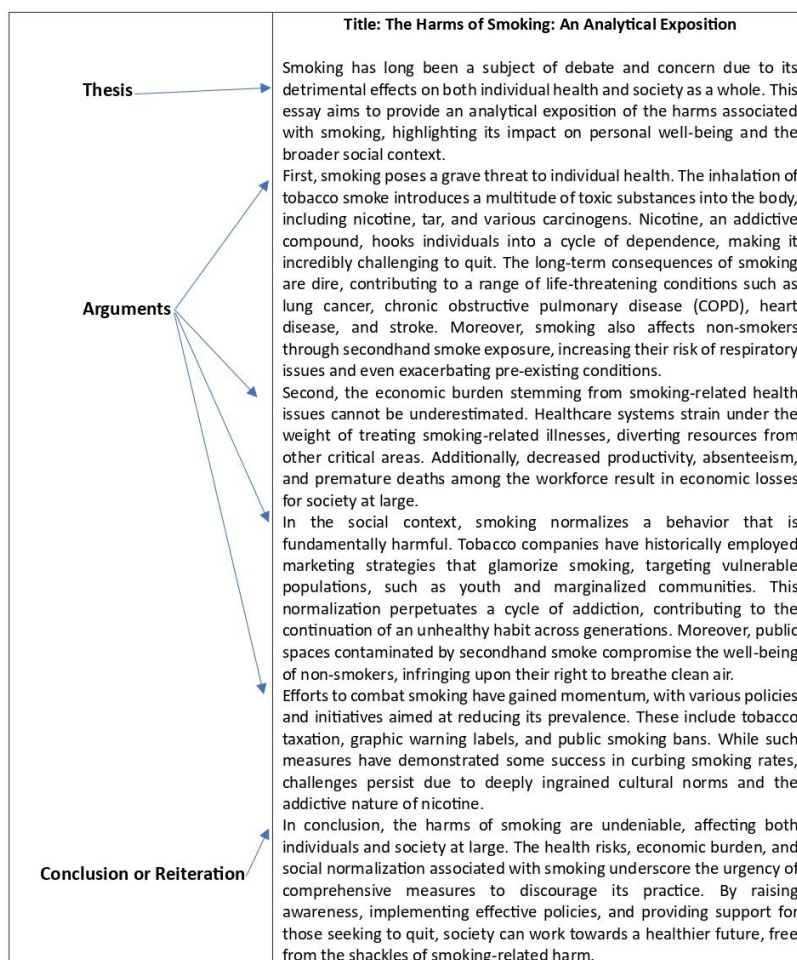 Title: The Harms of Smoking: An Analytical Exposition
Thesis
Smoking has long been a subject of debate and concern due to its
detrimental effects on both individual health and society as a whole. This
essay aims to provide an analytical exposition of the harms associated
with smoking, highlighting its impact on personal well-being and the
broader social context.
Arguments
First, smoking poses a grave threat to individual health. The inhalation of
tobacco smoke introduces a multitude of toxic substances into the body,
including nicotine, tar, and various carcinogens. Nicotine, an addictive
compound, hooks individuals into a cycle of dependence, making it
incredibly challenging to quit. The long-term consequences of smoking
are dire, contributing to a range of life-threatening conditions such as
lung cancer, chronic obstructive pulmonary disease (COPD), heart
disease, and stroke. Moreover, smoking also affects non-smokers
through secondhand smoke exposure, increasing their risk of respiratory
issues and even exacerbating pre-existing conditions.
Second, the economic burden stemming from smoking-related health
issues cannot be underestimated. Healthcare systems strain under the
weight of treating smoking-related illnesses, diverting resources from
other critical areas. Additionally, decreased productivity, absenteeism,
and premature deaths among the workforce result in economic losses
for society at large.
In the social context, smoking normalizes a behavior that is
fundamentally harmful. Tobacco companies have historically employed
marketing strategies that glamorize smoking, targeting vulnerable
populations, such as youth and marginalized communities. This
normalization perpetuates a cycle of addiction, contributing to the
continuation of an unhealthy habit across generations. Moreover, public
spaces contaminated by secondhand smoke compromise the well-being
of non-smokers, infringing upon their right to breathe clean air.
Efforts to combat smoking have gained momentum, with various policies
and initiatives aimed at reducing its prevalence. These include tobacco
taxation, graphic warning labels, and public smoking bans. While such
measures have demonstrated some success in curbing smoking rates,
challenges persist due to deeply ingrained cultural norms and the
addictive nature of nicotine.
Conclusion or Reiteration
In conclusion, the harms of smoking are undeniable, affecting both
individuals and society at large. The health risks, economic burden, and
social normalization associated with smoking underscore the urgency of
comprehensive measures to discourage its practice. By raising
awareness, implementing effective policies, and providing support for
those seeking to quit, society can work towards a healthier future, free
from the shackles of smoking-related harm.